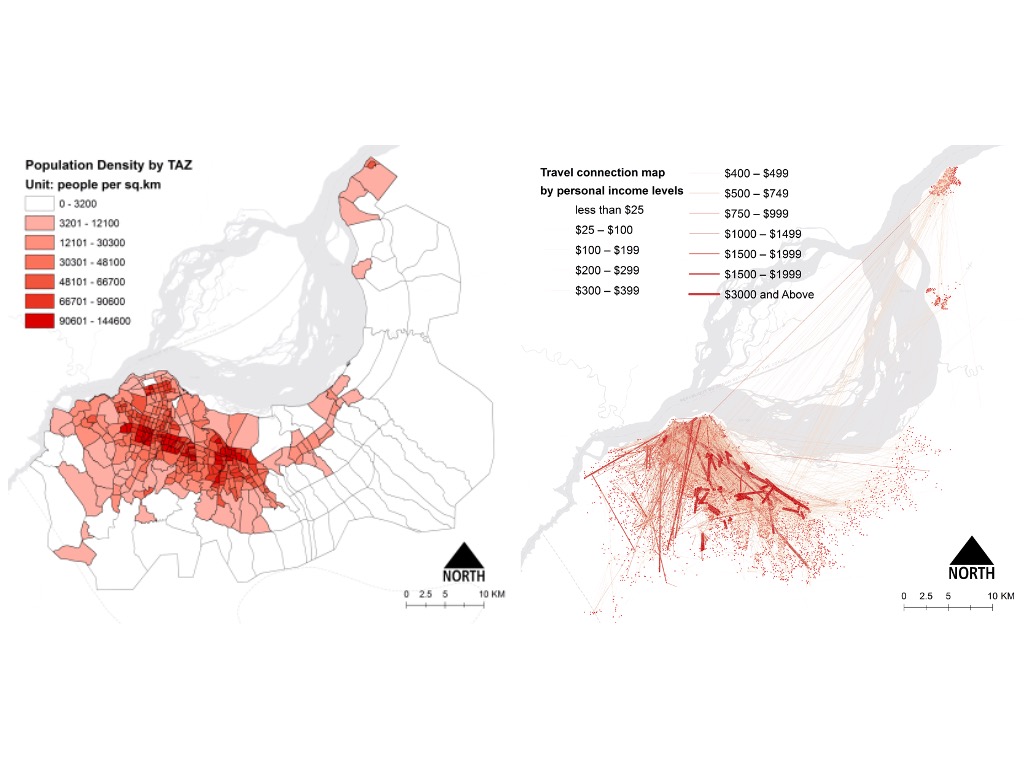 Population Density by TAZ
Unit: people per sq.km
0 - 3200
3201 - 12100
12101 - 30300
30301 - 48100
48101 - 66700
66701 - 90600
90601 - 144600
NORTH
0 2.5 5 10 KM
Travel connection map
by personal income levels
less than $25
$25 – $100
$100 – $199
$200 – $299
$300 – $399
$400 – $499
$500 – $749
$750 – $999
$1000 – $1499
$1500 – $1999
$1500 – $1999
$3000 and Above
NORTH
0 2.5 5 10 KM